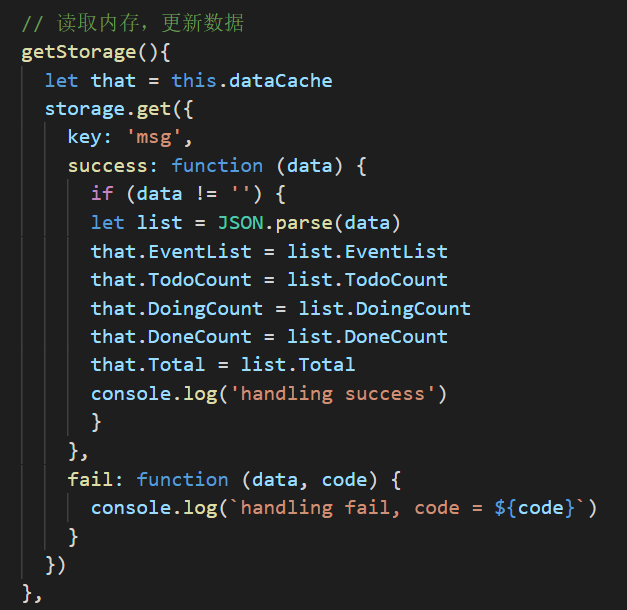 // 读取内存，更新数据
getStorage(){
let that = this.dataCache
storage.get({
key: 'msg',
success: function (data) {
if (data != '') {
let list = JSON.parse(data)
that.EventList = list.EventList
that.TodoCount = list.TodoCount
that.DoingCount = list.DoingCount
that.DoneCount = list.DoneCount
that.Total = list.Total
console.log('handling success')
}
},
fail: function (data, code) {
console.log(`handling fail, code = ${code}`)
}
})
},